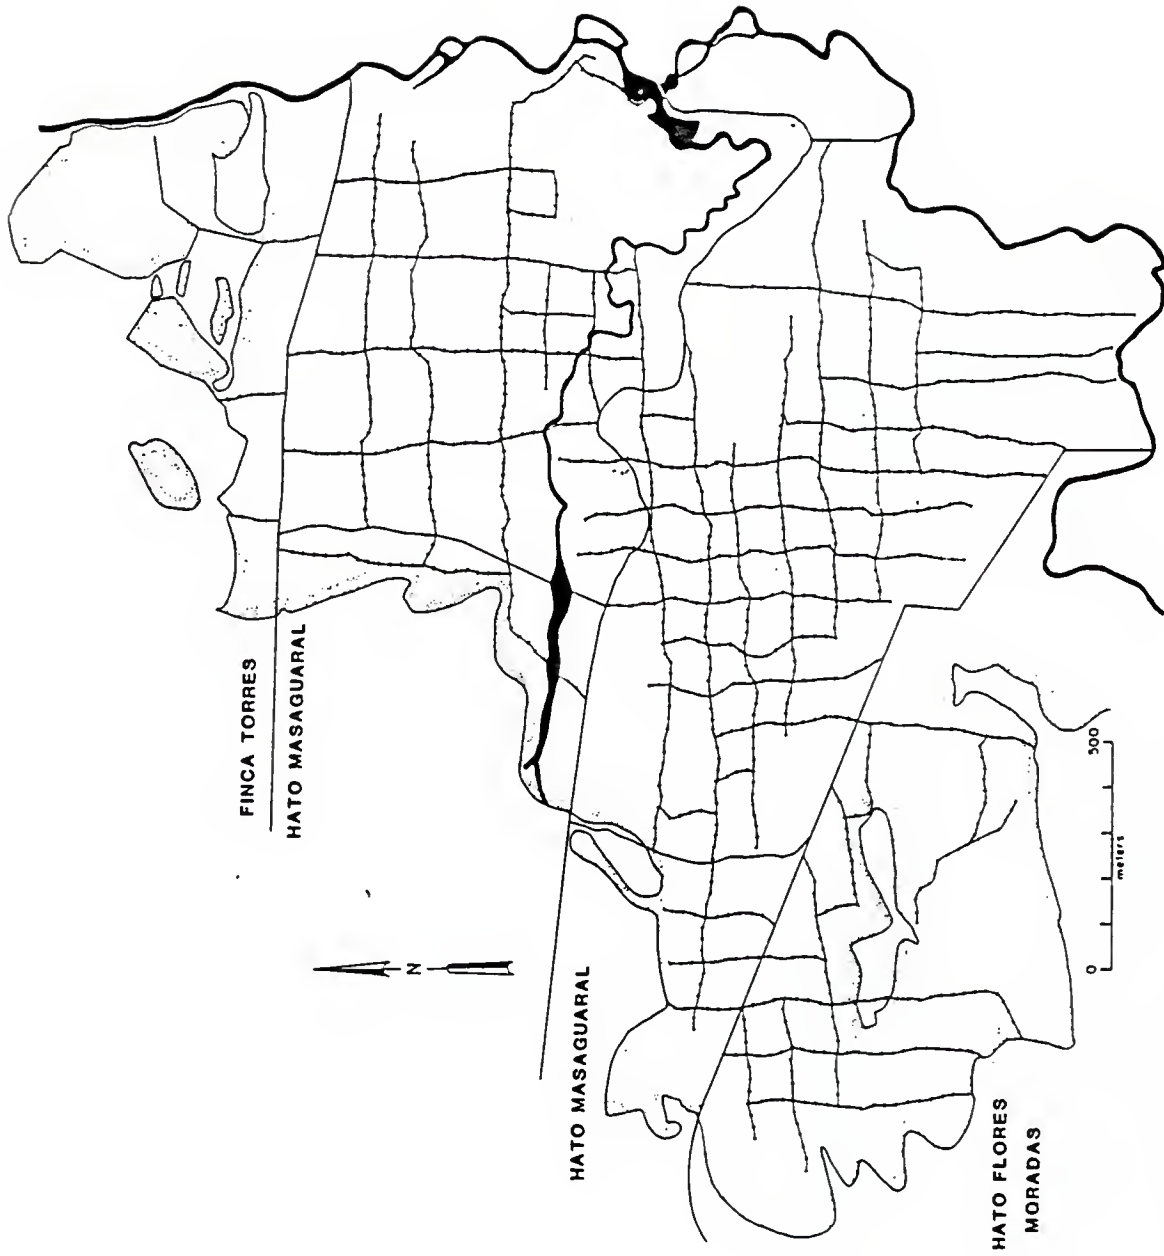 FINCA TORRES
HATO MASAGUARAL
HATO MASAGUARAL
N
HATO FLORES
MORADAS
0 500
meters